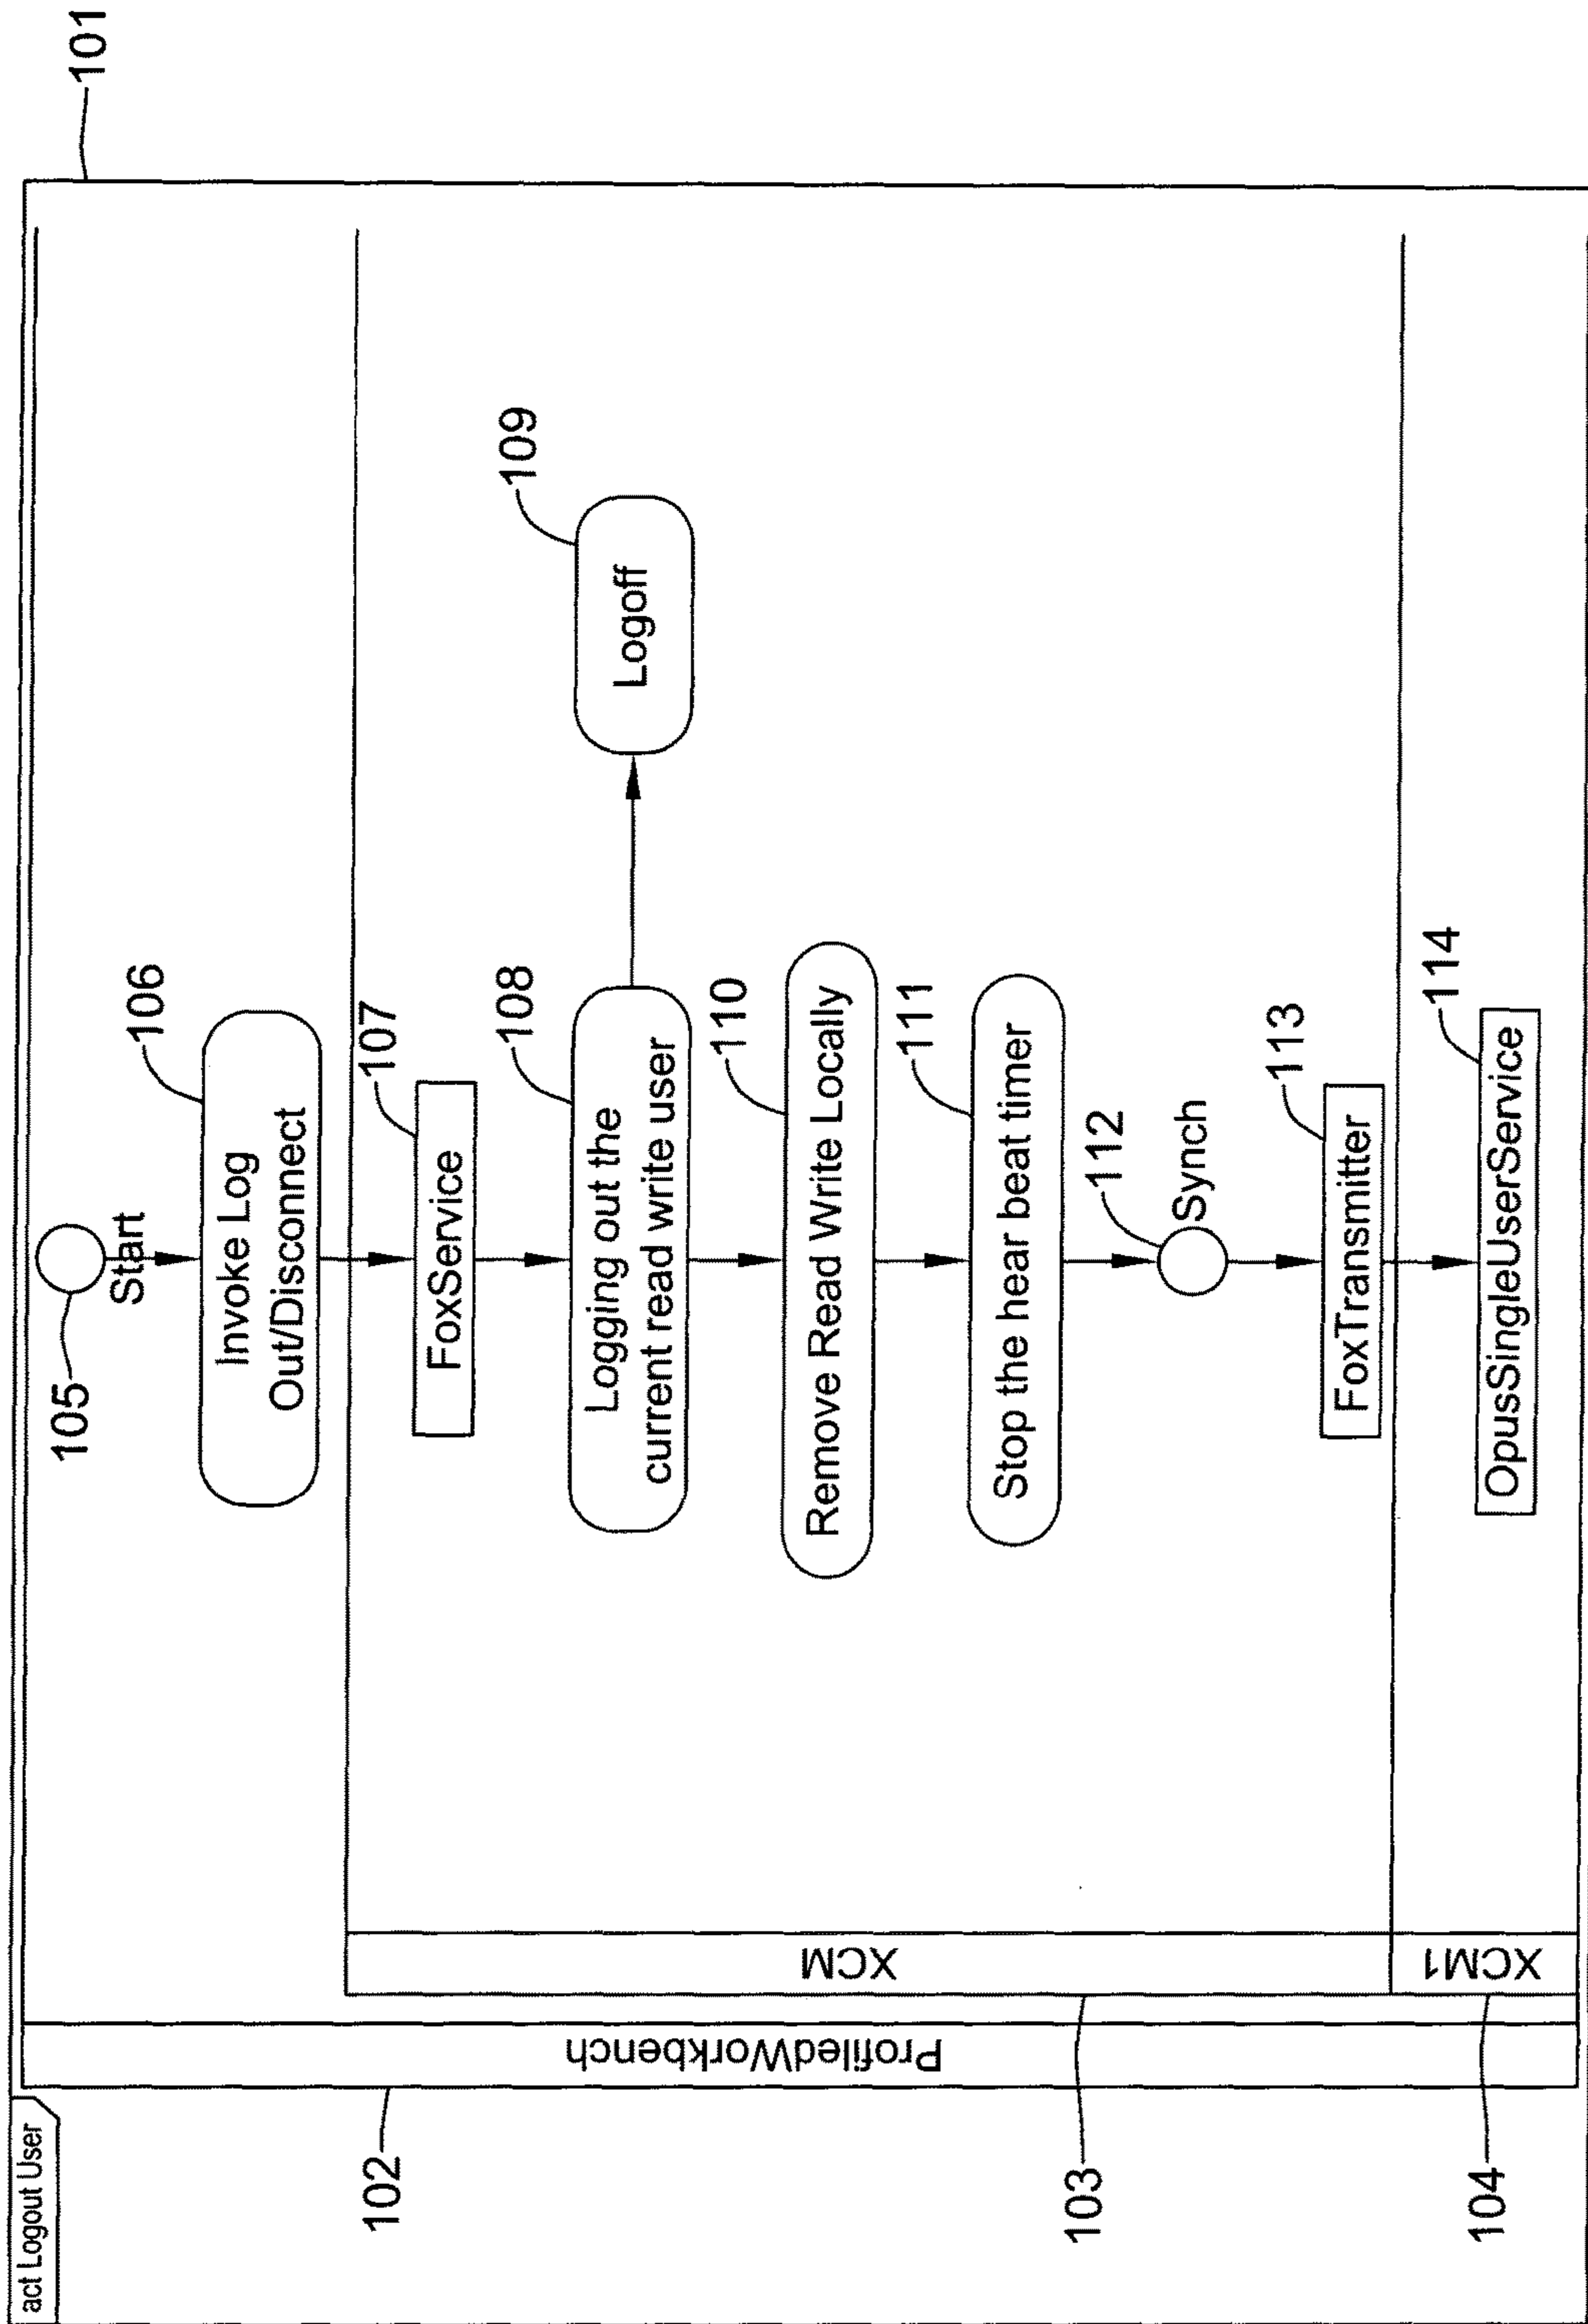 act Logout User
101
102
ProfiledWorkbench
103
XCM
104
XCM1
105
Start
106
Invoke Log
Out/Disconnect
107
FoxService
108
Logging out the
current read write user
109
Logoff
110
Remove Read Write Locally
111
Stop the hear beat timer
112
Synch
113
FoxTransmitter
114
OpusSingleUserService